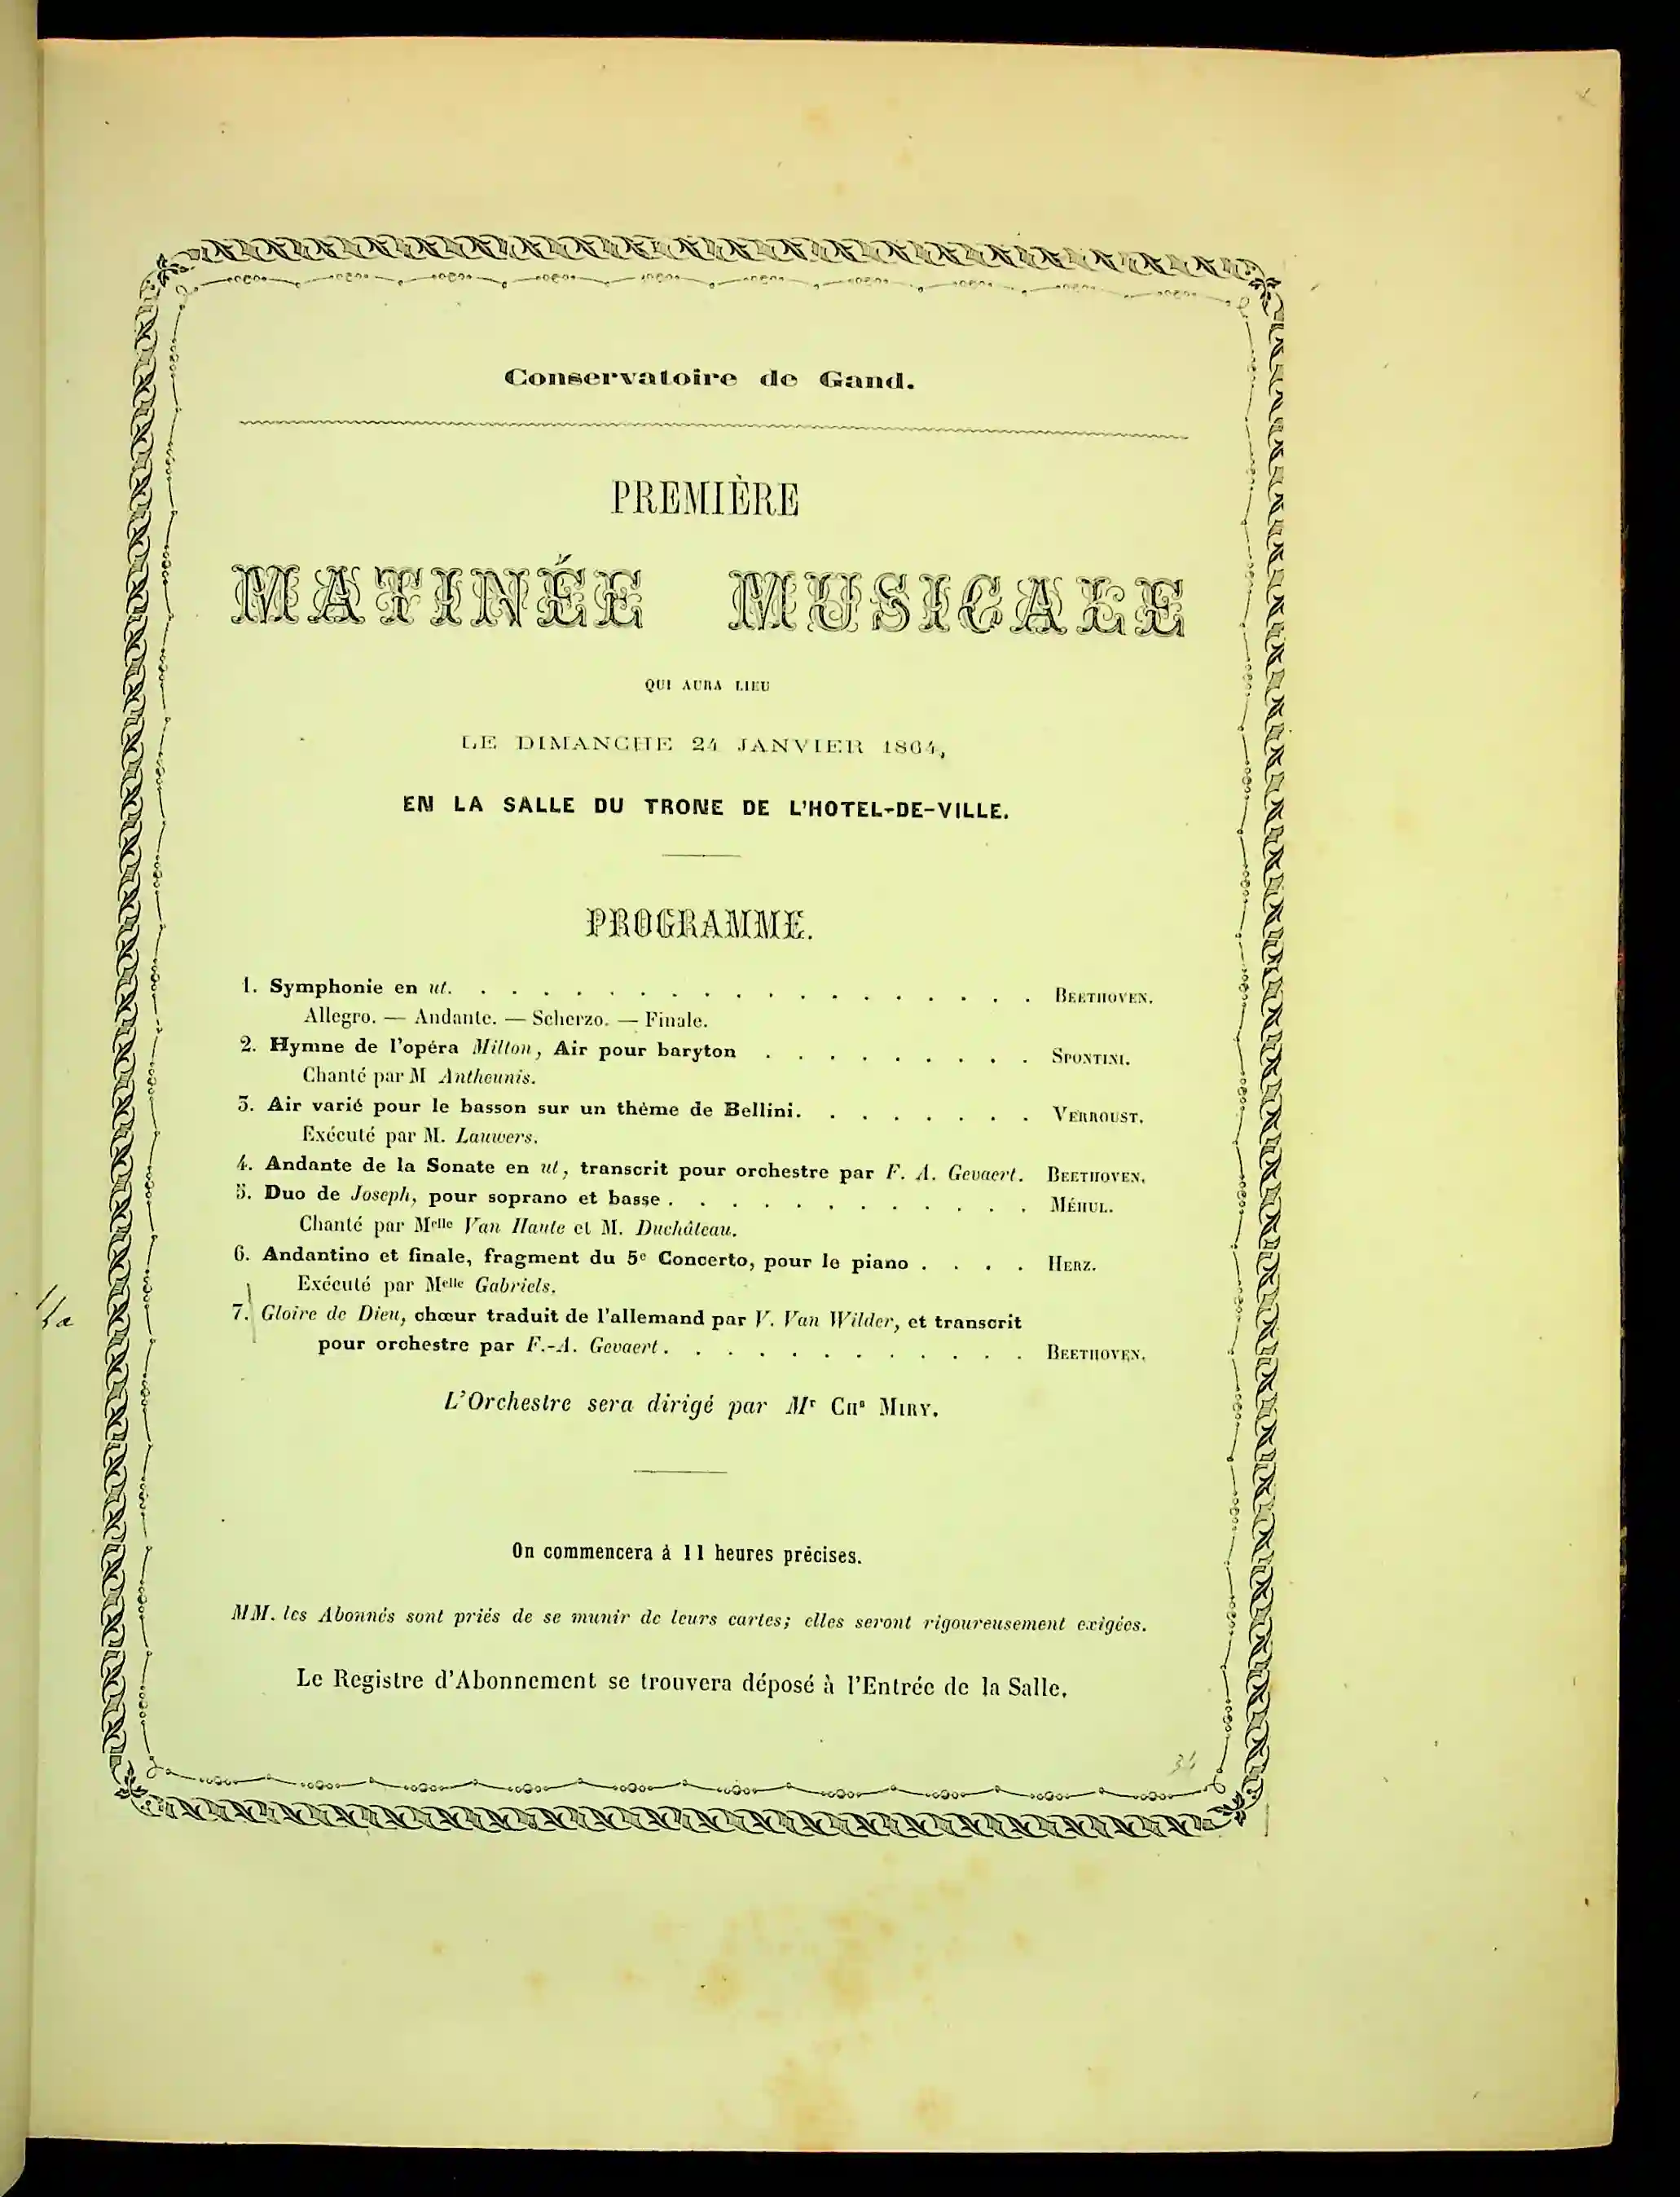 Conservatoire de Gand.
PREMIÈRE
MATINÉE MUSICALE
QUI AURA LIEU
LE DIMANCHE 24 JANVIER 1864,
EN LA SALLE DU TRONE DE L'HOTEL-DE-VILLE.
PROGRAMME.
1. Symphonie en ut. . . . . . . . . . . . . . . . . . . . BEETHOVEN.
Allegro. — Andante. — Scherzo. — Finale.
2. Hymne de l'opéra Milton, Air pour baryton . . . . . . . . . SPONTINI.
Chanté par M Antheunis.
3. Air varié pour le basson sur un thème de Bellini. . . . . . . . VERROUST.
Exécuté par M. Lauwers.
4. Andante de la Sonate en ut, transcrit pour orchestre par F. A. Gevaert. BEETHOVEN.
5. Duo de Joseph, pour soprano et basse . . . . . . . . . . . . MÉHUL.
Chanté par Melle Van Haute et M. Duchâteau.
6. Andantino et finale, fragment du 5e Concerto, pour le piano . . . . HERZ.
Exécuté par Melle Gabriels.
7. Gloire de Dieu, chœur traduit de l'allemand par V. Van Wilder, et transcrit
pour orchestre par F.-A. Gevaert . . . . . . . . . . . . BEETHOVEN.
L'Orchestre sera dirigé par Mr CHs MIRY.
On commencera à 11 heures précises.
MM. les Abonnés sont priés de se munir de leurs cartes; elles seront rigoureusement exigées.
Le Registre d'Abonnement se trouvera déposé à l'Entrée de la Salle.
34